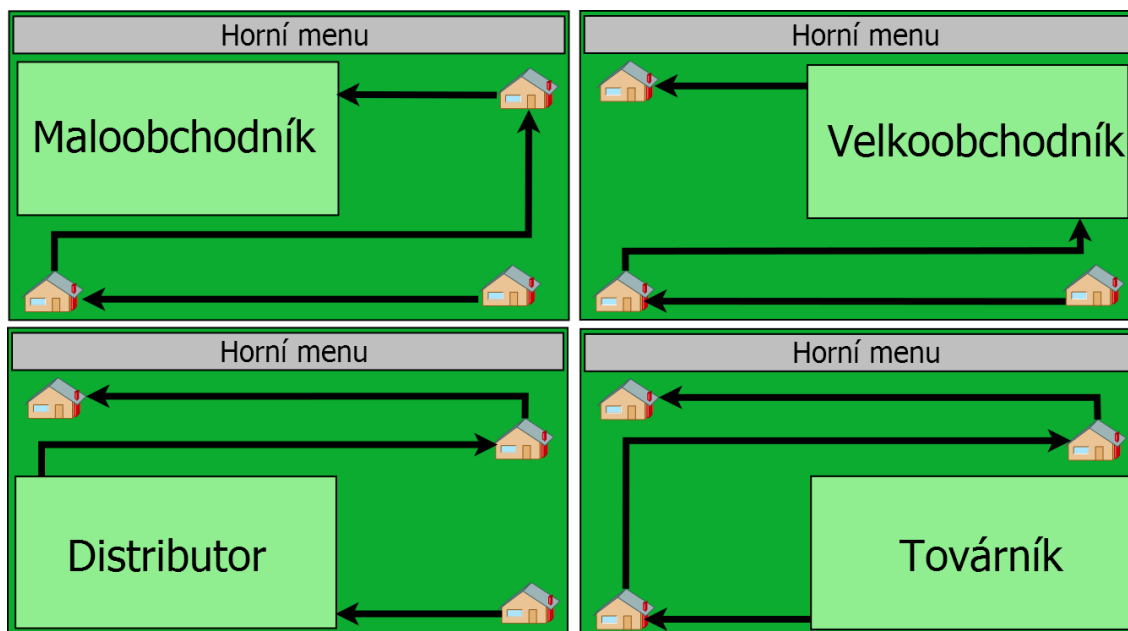 Horní menu
Maloobchodník
Horní menu
Velkoobchodník
Horní menu
Distributor
Horní menu
Továrník